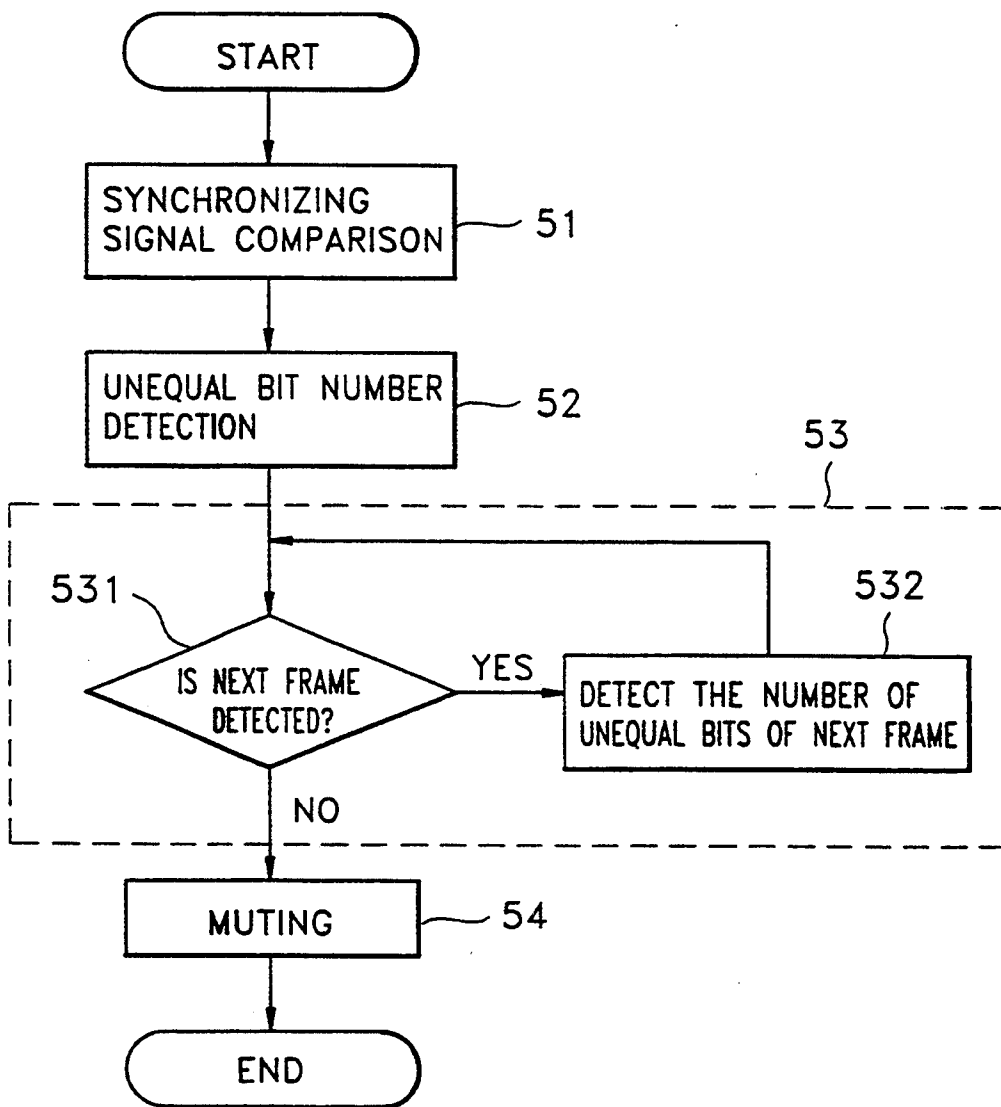 START
SYNCHRONIZING
SIGNAL COMPARISON
51
UNEQUAL BIT NUMBER
DETECTION
52
53
531
532
IS NEXT FRAME
DETECTED?
YES
DETECT THE NUMBER OF
UNEQUAL BITS OF NEXT FRAME
NO
MUTING
54
END